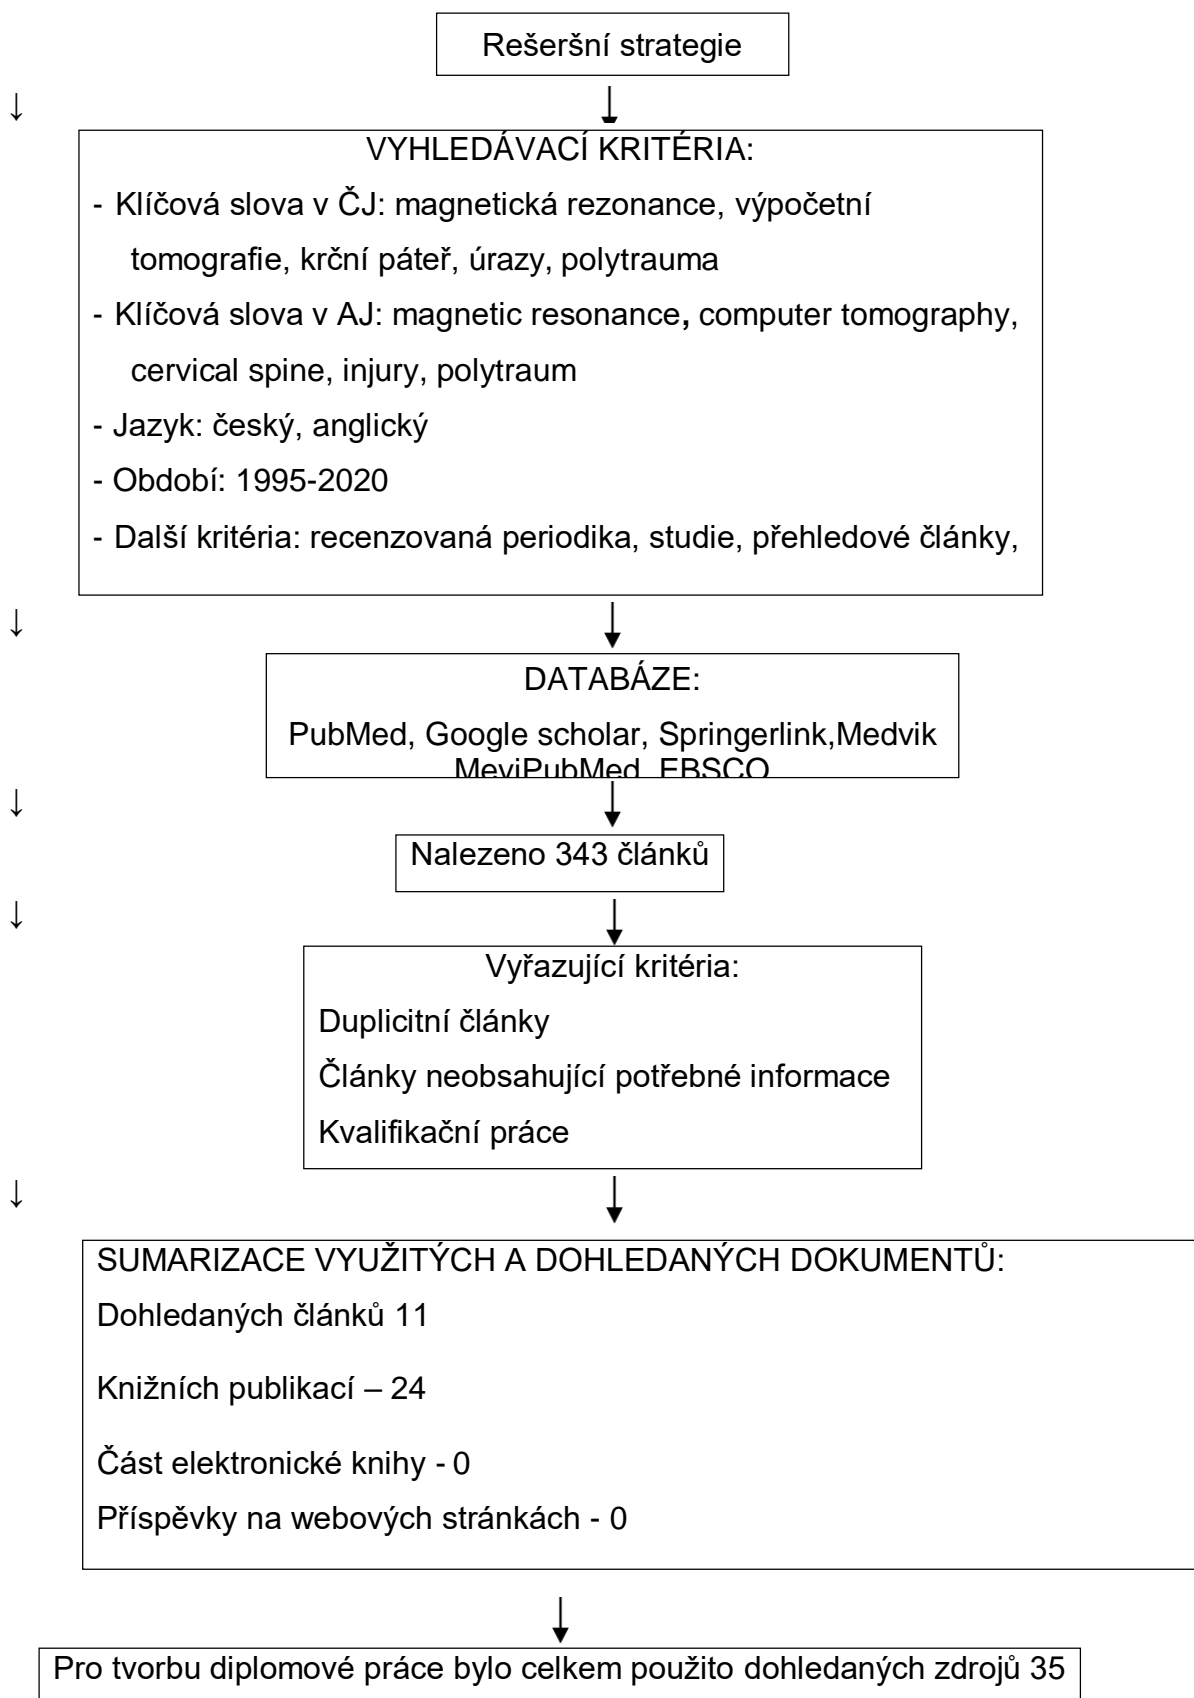 Rešeršní strategie
↓
VYHLEDÁVACÍ KRITÉRIA:
- Klíčová slova v ČJ: magnetická rezonance, výpočetní
tomografie, krční páteř, úrazy, polytrauma
- Klíčová slova v AJ: magnetic resonance, computer tomography,
cervical spine, injury, polytraum
- Jazyk: český, anglický
- Období: 1995-2020
- Další kritéria: recenzovaná periodika, studie, přehledové články,
↓
DATABÁZE:
PubMed, Google scholar, Springerlink,Medvik
MeviPubMed, EBSCO
↓
Nalezeno 343 článků
↓
Vyřazující kritéria:
Duplicitní články
Články neobsahující potřebné informace
Kvalifikační práce
↓
SUMARIZACE VYUŽITÝCH A DOHLEDANÝCH DOKUMENTŮ:
Dohledaných článků 11
Knižních publikací – 24
Část elektronické knihy - 0
Příspěvky na webových stránkách - 0
Pro tvorbu diplomové práce bylo celkem použito dohledaných zdrojů 35